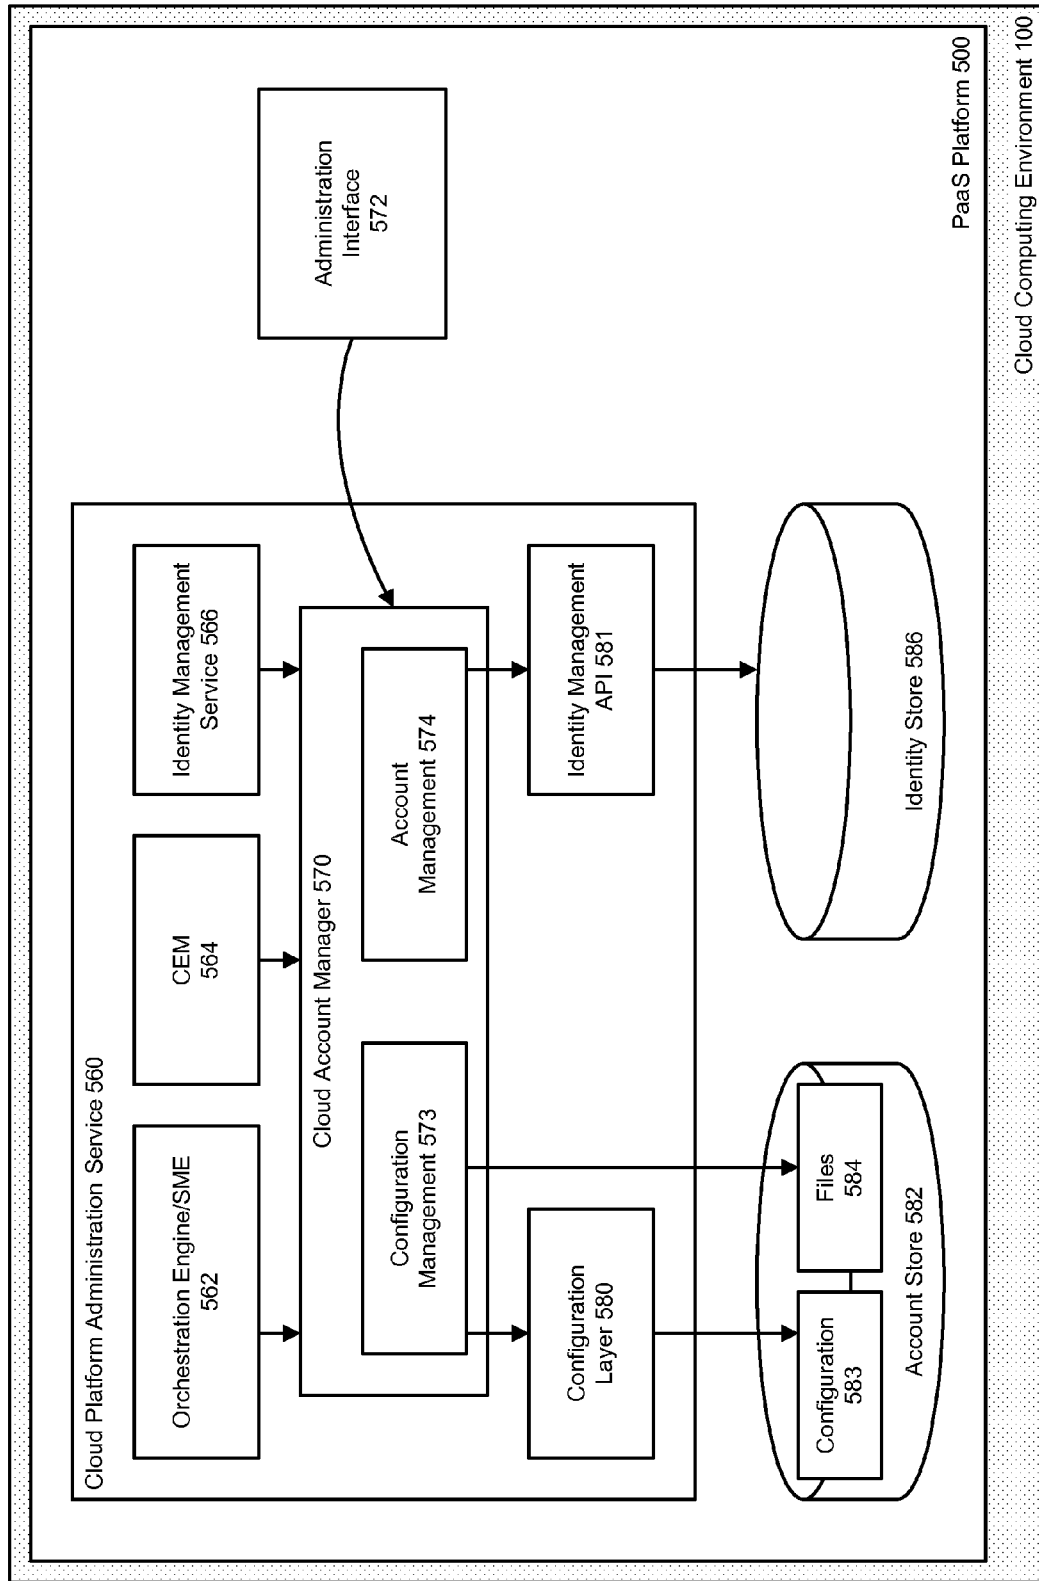 Cloud Platform Administration Service 560
Orchestration Engine/SME
562
CEM
564
Identity Management
Service 566
Cloud Account Manager 570
Configuration
Management 573
Account
Management 574
Administration
Interface
572
Configuration
Layer 580
Identity Management
API 581
Configuration
583
Files
584
Account Store 582
Identity Store 586
PaaS Platform 500
Cloud Computing Environment 100